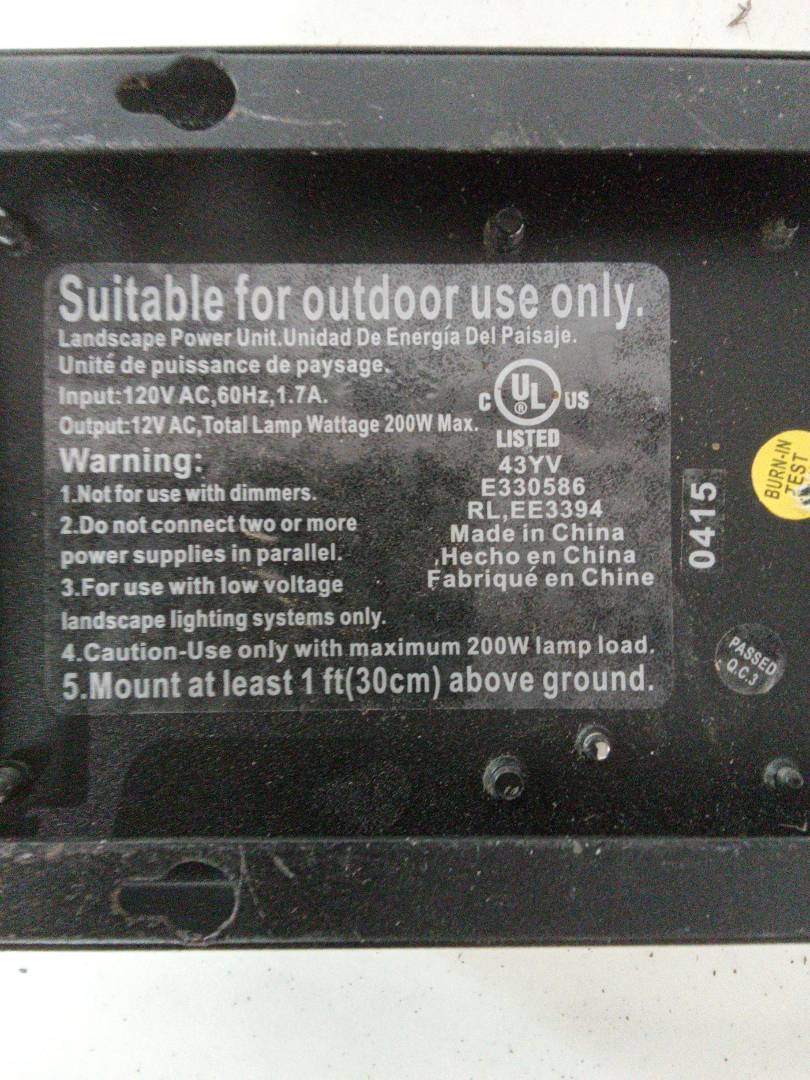 Suitable for outdoor use only.
Landscape Power Unit.Unidad De Energía Del Paisaje.
Unité de puissance de paysage.
Input:120V AC,60Hz,1.7A.
Output:12V AC,Total Lamp Wattage 200W Max.
Warning:
1.Not for use with dimmers.
2.Do not connect two or more
power supplies in parallel.
3.For use with low voltage
landscape lighting systems only.
4.Caution-Use only with maximum 200W lamp load.
5.Mount at least 1 ft(30cm) above ground.
C UL ® US
LISTED
43YV
E330586
RL,EE3394
Made in China
Hecho en China
Fabriqué en Chine
0415
BURN-IN
TEST
PASSED
Q.C.3